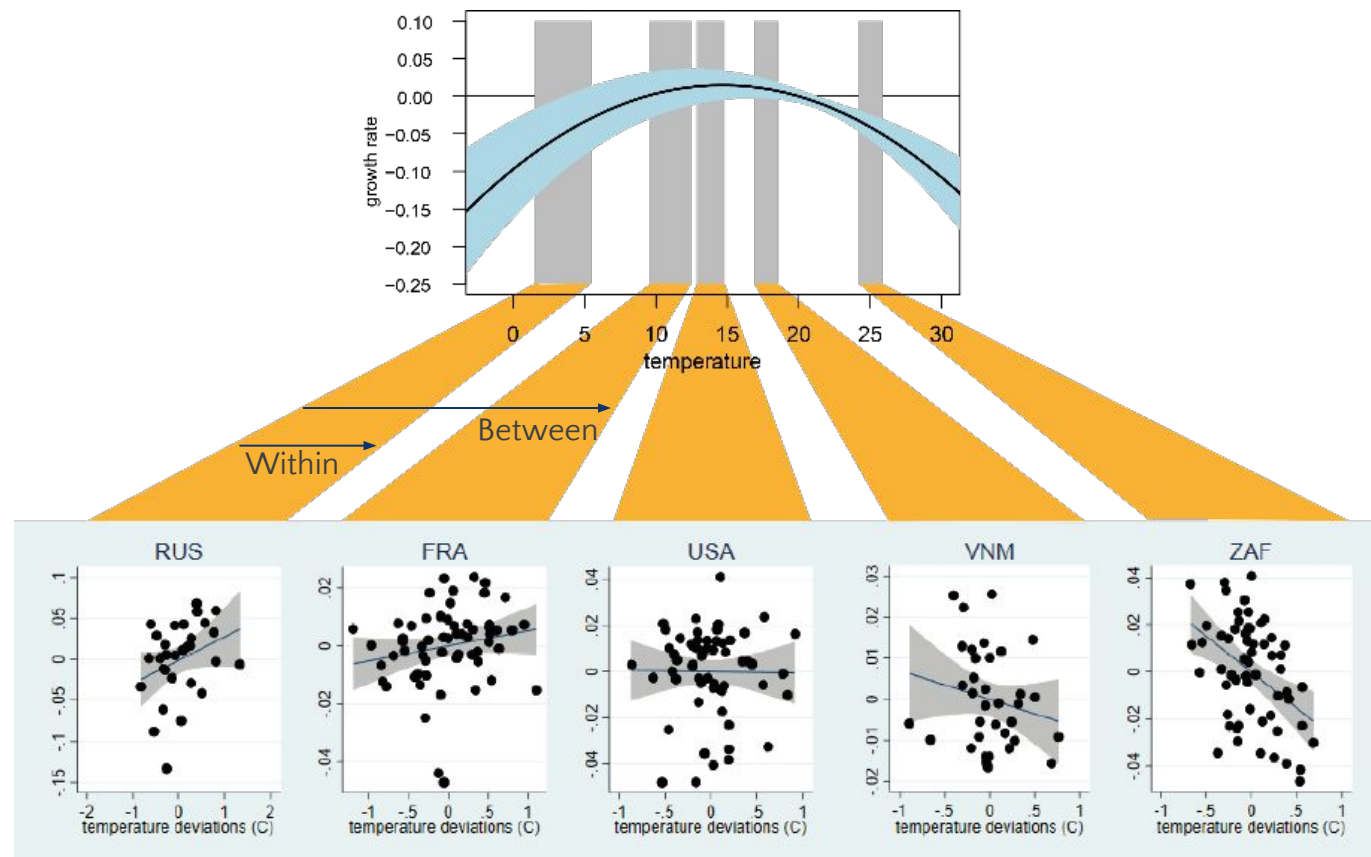 0.10
0.05
0.00
−0.05
−0.10
−0.15
−0.20
−0.25
growth rate
0 5 10 15 20 25 30
temperature
Between
Within
RUS FRA USA VNM ZAF
.1
.05
0
-.05
-.1
-.15
-2 -1 0 1 2
temperature deviations (C)
.02
0
-.02
-.04
-1 -.5 0 .5 1
temperature deviations (C)
.04
.02
0
.02
-.04
-1 -.5 0 .5 1
temperature deviations (C)
.03
.02
.01
0
-.01
-.02
-1 -.5 0 .5 1
temperature deviations (C)
.04
.02
0
-.02
-.04
-1 -.5 0 .5 1
temperature deviations (C)